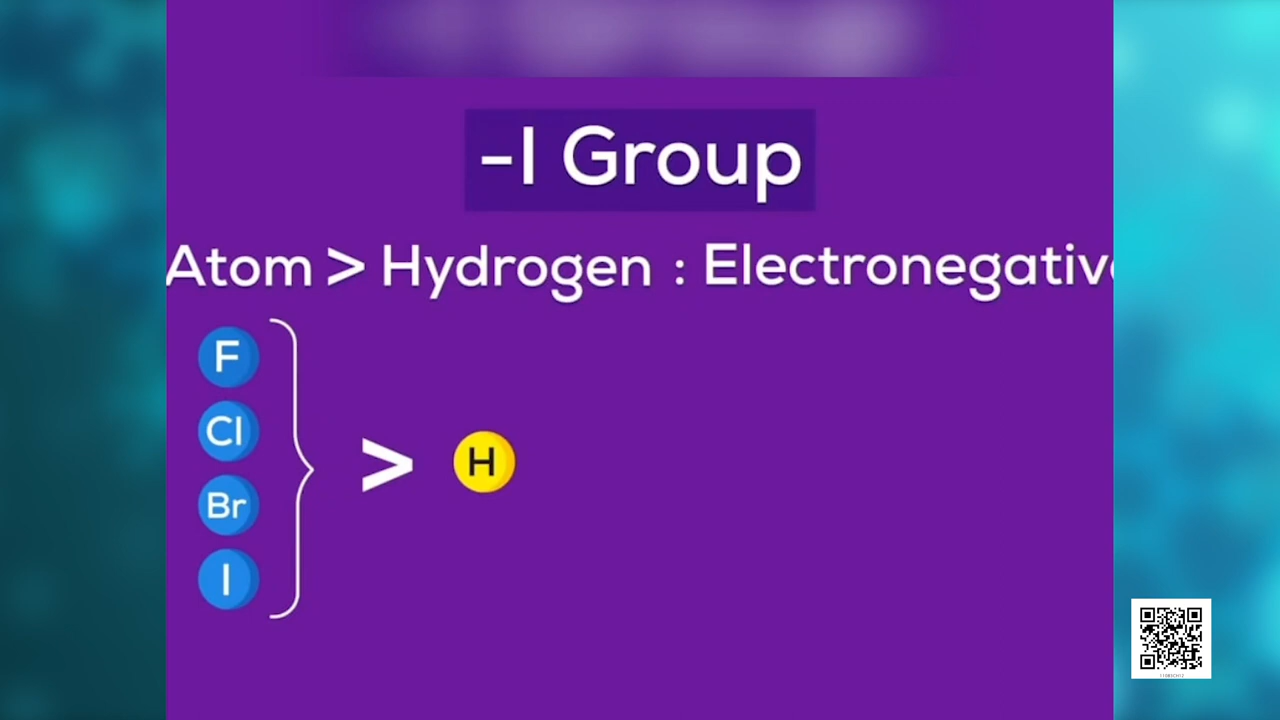 -I Group
Atom > Hydrogen : Electronegativ
F
Cl
Br
I
> H